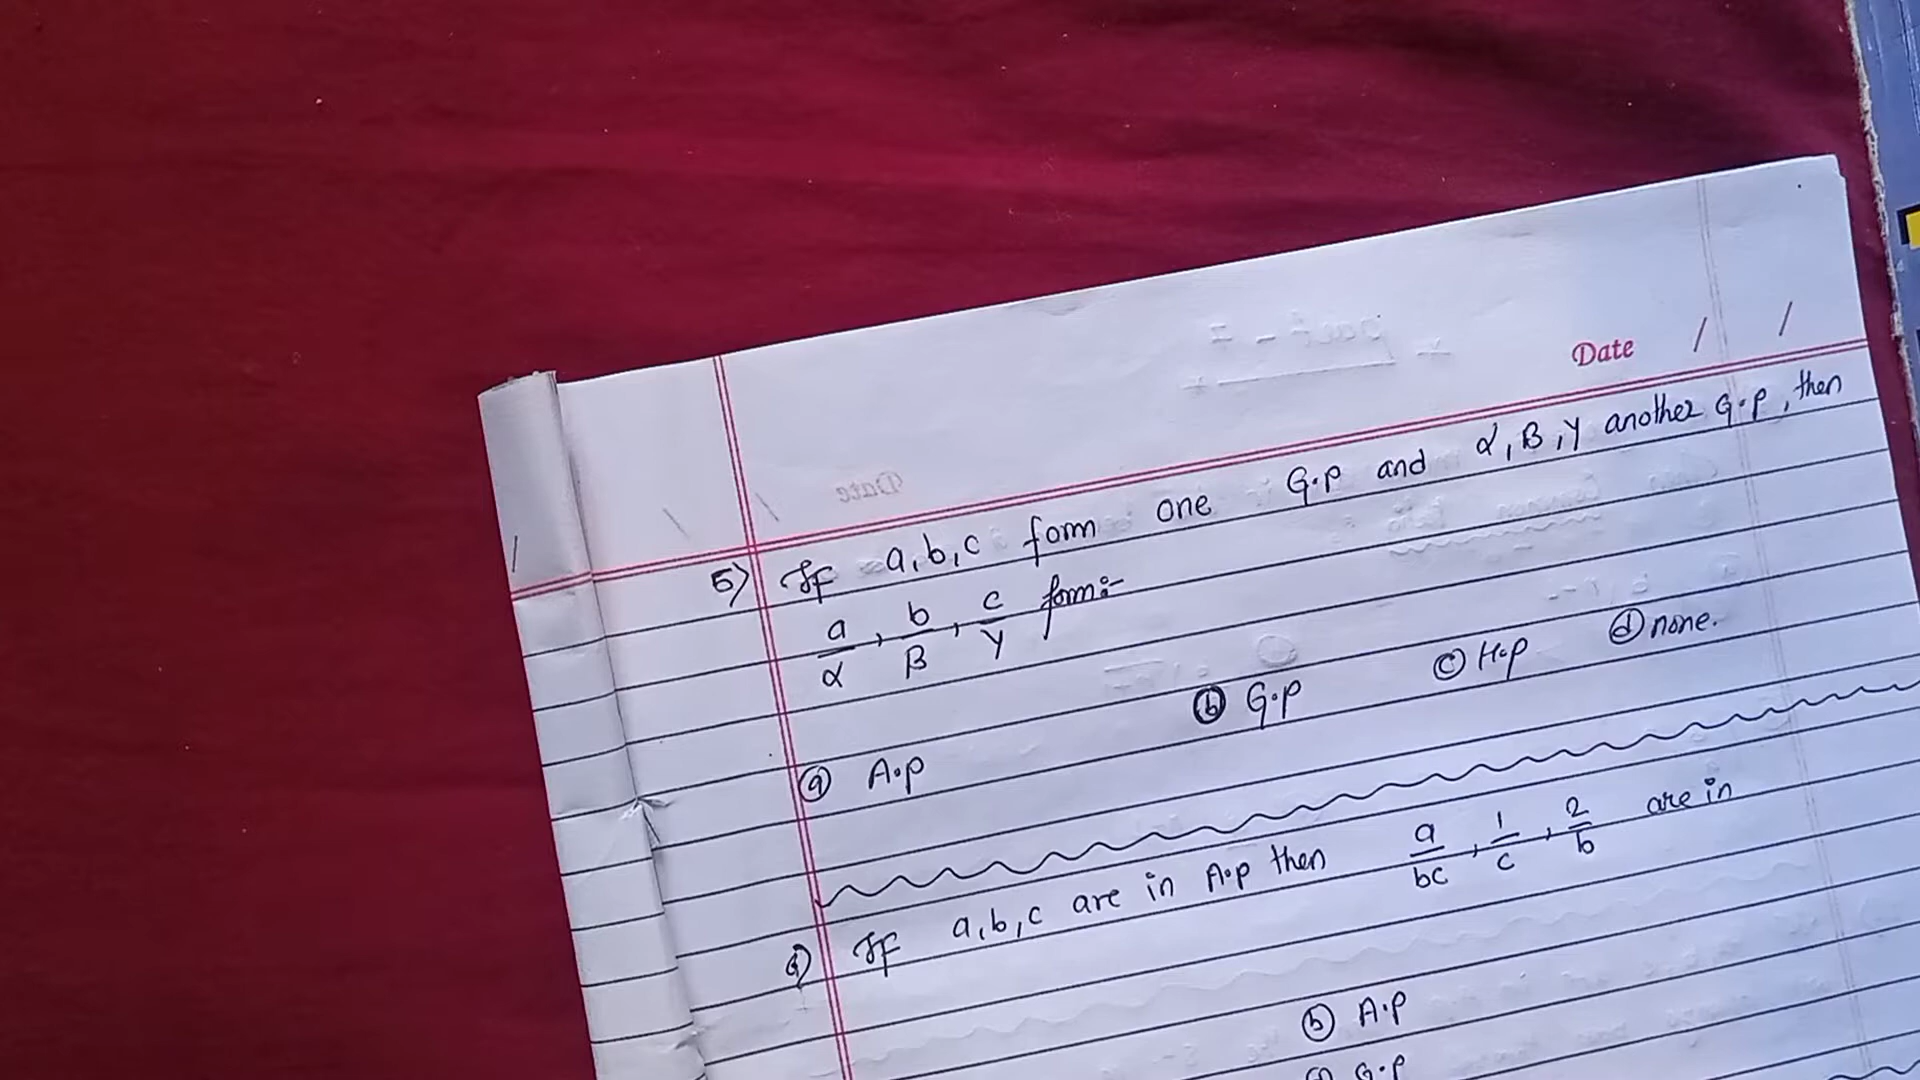 Date / /
5) If a, b, c form one G.P and α, β, γ another G.P, then
a/α , b/β , c/γ form:-
ⓐ A.P ⓑ G.P ⓒ H.P ⓓ none.
If a, b, c are in A.P then a/bc , 1/c , 2/b are in
ⓑ A.P
G.P